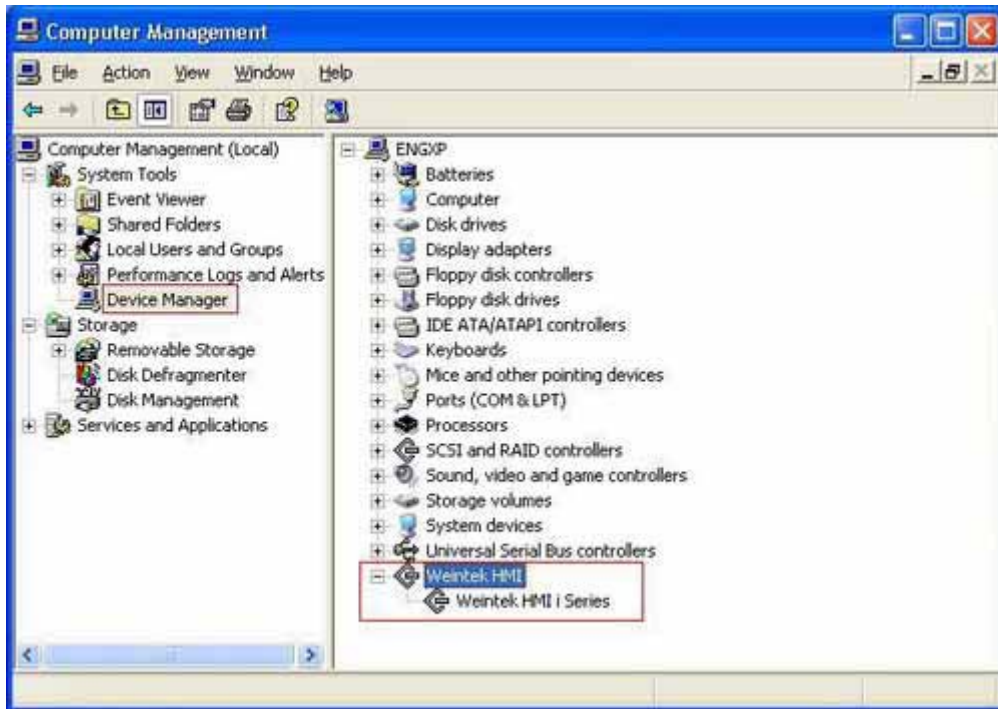 Computer Management
File Action View Window Help
Computer Management (Local)
System Tools
Event Viewer
Shared Folders
Local Users and Groups
Performance Logs and Alerts
Device Manager
Storage
Removable Storage
Disk Defragmenter
Disk Management
Services and Applications
ENGXP
Batteries
Computer
Disk drives
Display adapters
Floppy disk controllers
Floppy disk drives
IDE ATA/ATAPI controllers
Keyboards
Mice and other pointing devices
Ports (COM & LPT)
Processors
SCSI and RAID controllers
Sound, video and game controllers
Storage volumes
System devices
Universal Serial Bus controllers
Weintek HMI
Weintek HMI i Series